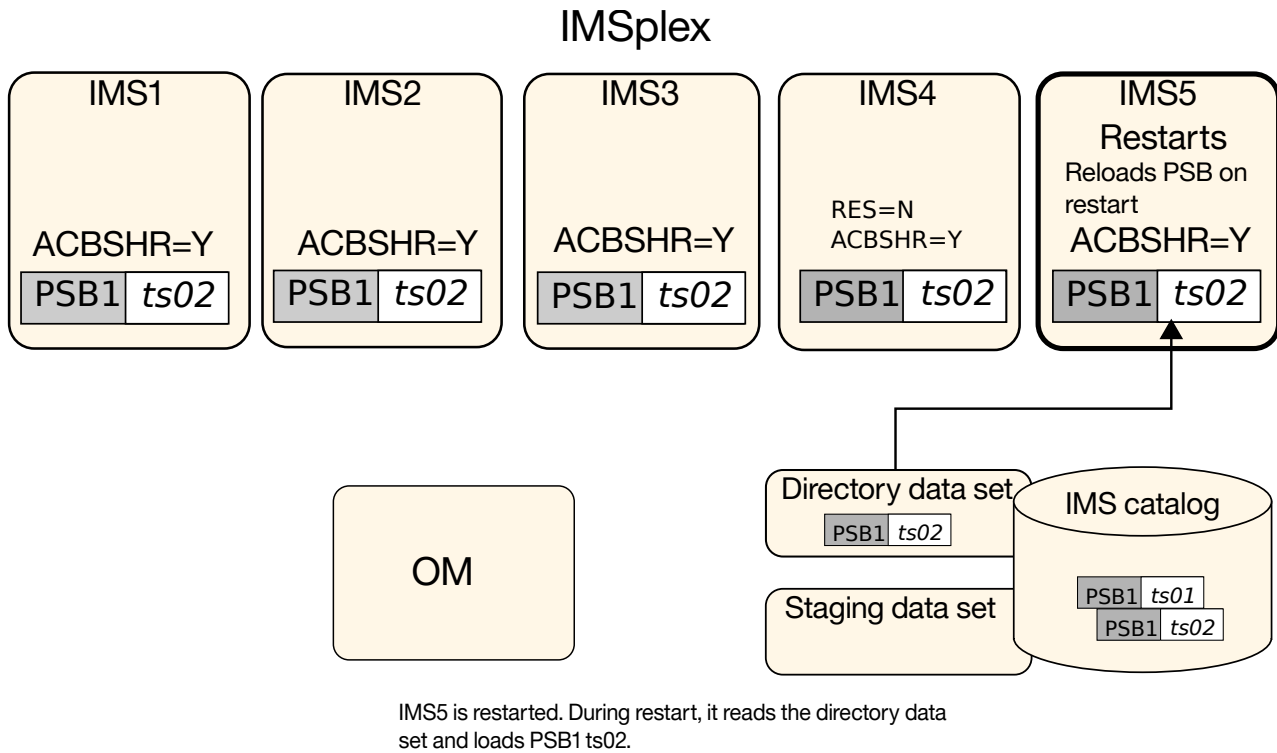 IMSplex
IMS1
ACBSHR=Y
PSB1 ts02
IMS2
ACBSHR=Y
PSB1 ts02
IMS3
ACBSHR=Y
PSB1 ts02
IMS4
RES=N
ACBSHR=Y
PSB1 ts02
IMS5
Restarts
Reloads PSB on
restart
ACBSHR=Y
PSB1 ts02
OM
Directory data set
PSB1 ts02
Staging data set
IMS catalog
PSB1 ts01
PSB1 ts02
IMS5 is restarted. During restart, it reads the directory data
set and loads PSB1 ts02.